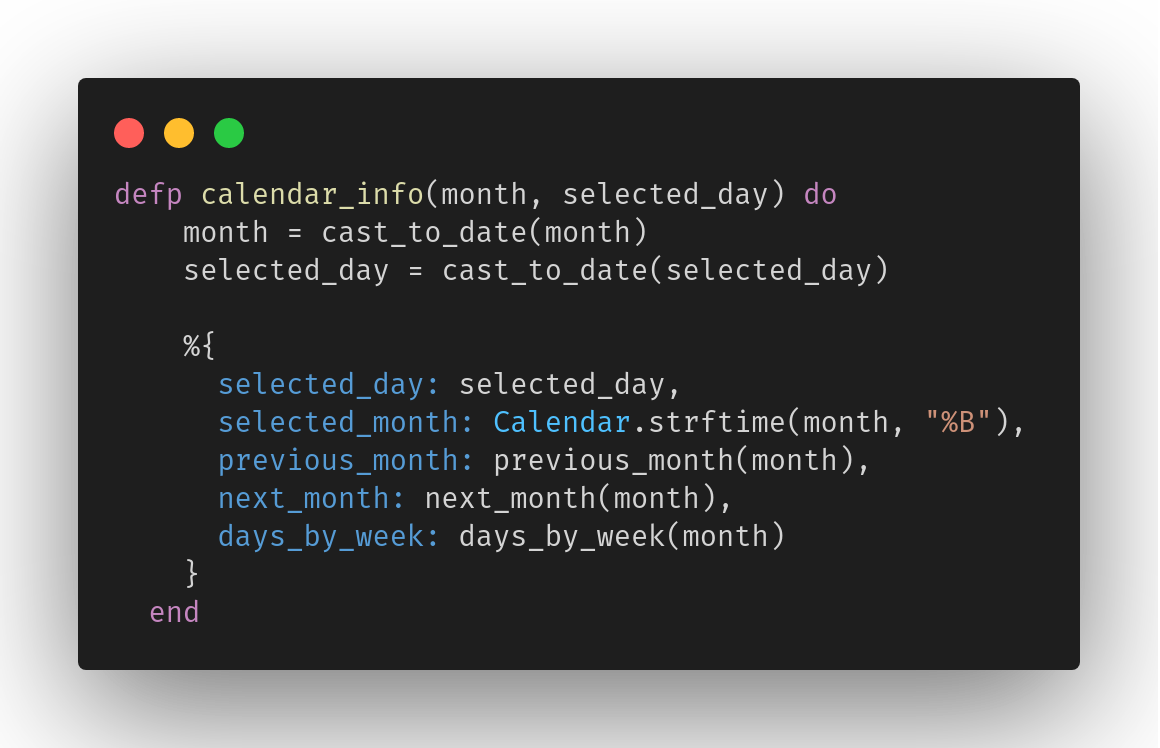 defp calendar_info(month, selected_day) do
    month = cast_to_date(month)
    selected_day = cast_to_date(selected_day)

    %{
      selected_day: selected_day,
      selected_month: Calendar.strftime(month, "%B"),
      previous_month: previous_month(month),
      next_month: next_month(month),
      days_by_week: days_by_week(month)
    }
  end